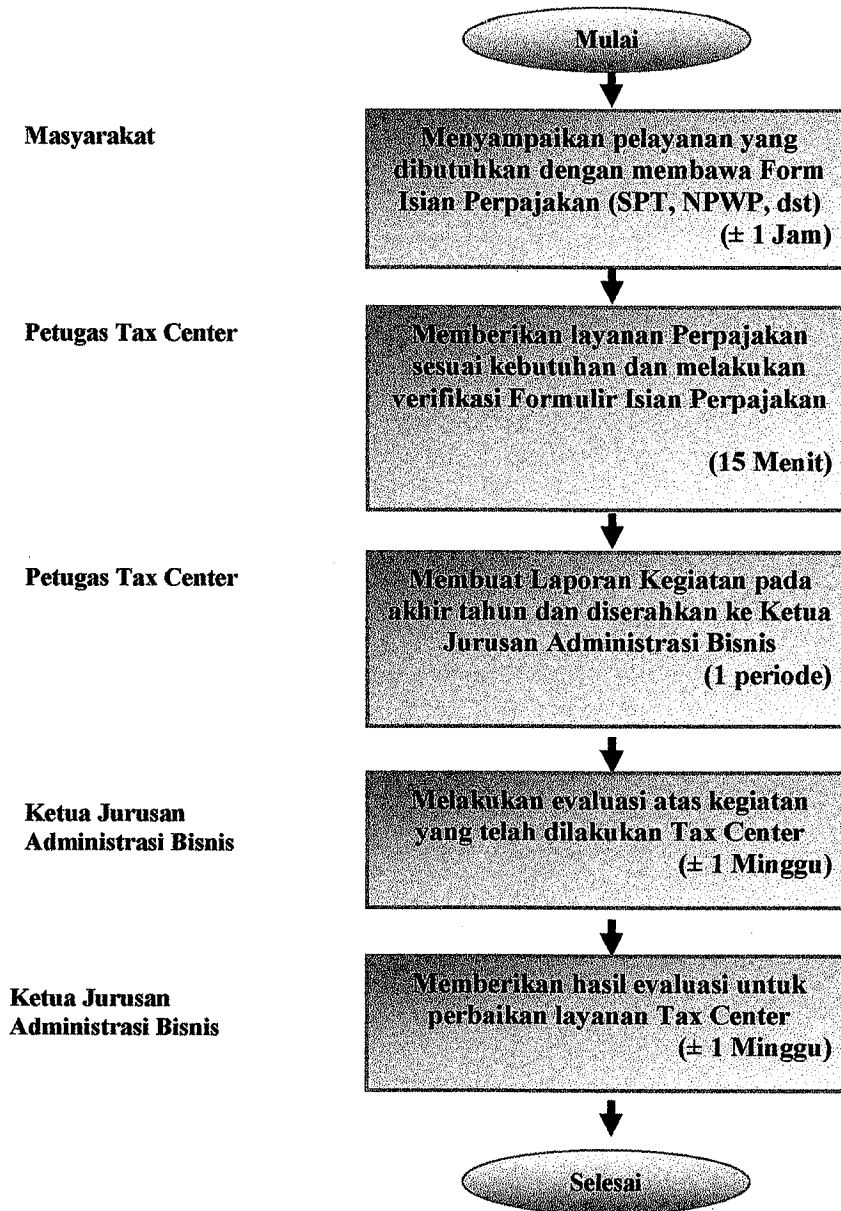 Mulai
Masyarakat
Menyampaikan pelayanan yang
dibutuhkan dengan membawa Form
Isian Perpajakan (SPT, NPWP, dst)
(± 1 Jam)
Petugas Tax Center
Memberikan layanan Perpajakan
sesuai kebutuhan dan melakukan
verifikasi Formulir Isian Perpajakan
(15 Menit)
Petugas Tax Center
Membuat Laporan Kegiatan pada
akhir tahun dan diserahkan ke Ketua
Jurusan Administrasi Bisnis
(1 periode)
Ketua Jurusan
Administrasi Bisnis
Melakukan evaluasi atas kegiatan
yang telah dilakukan Tax Center
(± 1 Minggu)
Ketua Jurusan
Administrasi Bisnis
Memberikan hasil evaluasi untuk
perbaikan layanan Tax Center
(± 1 Minggu)
Selesai